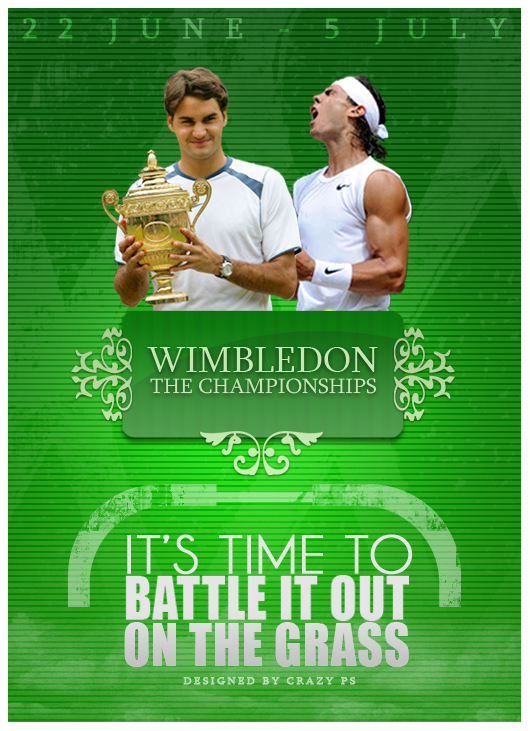 22 JUNE - 5 JULY
WIMBLEDON
THE CHAMPIONSHIPS
IT'S TIME TO
BATTLE IT OUT
ON THE GRASS
DESIGNED BY CRAZY PS